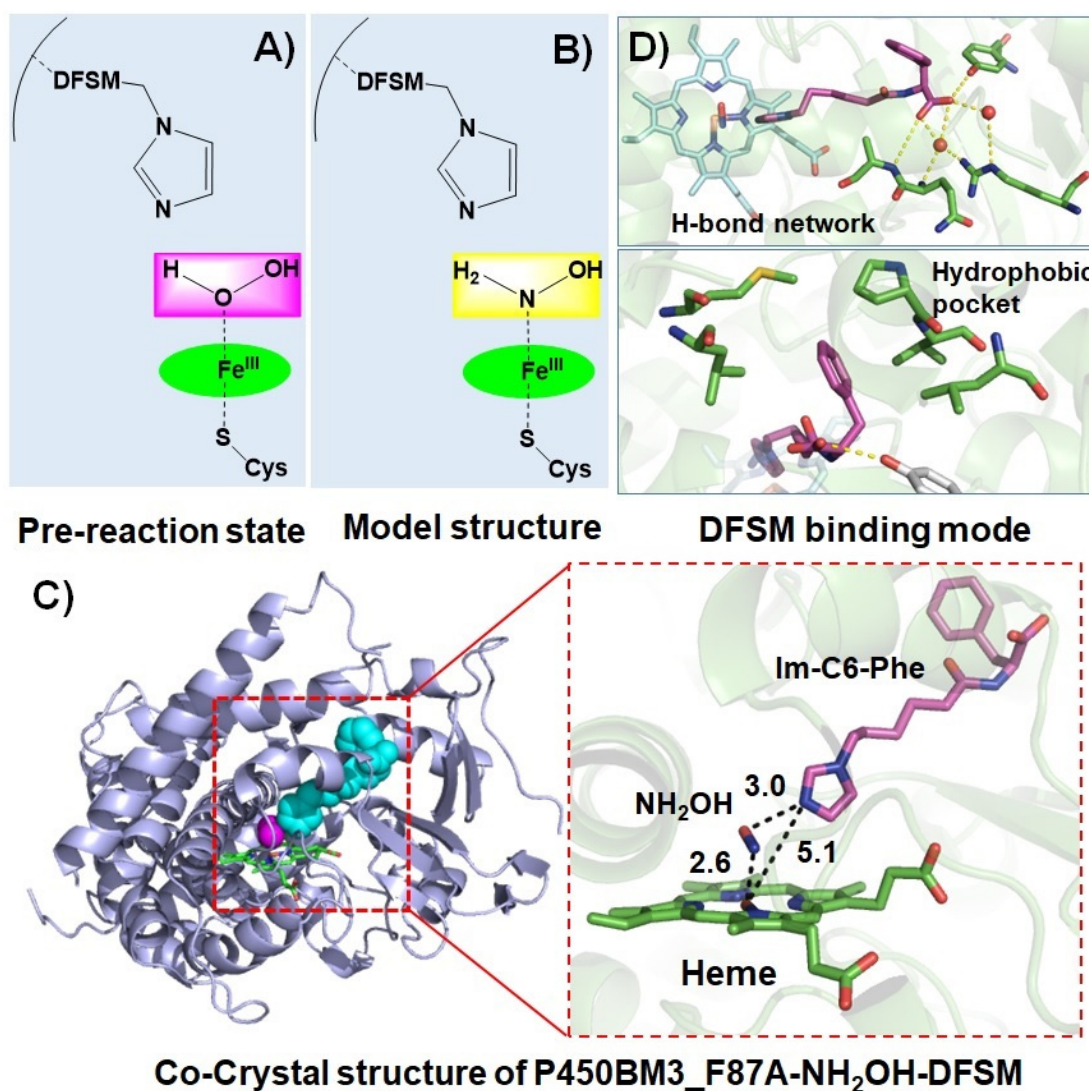 A)
DFSM
N
N
H
OH
O
Fe^III
S
Cys
Pre-reaction state
B)
DFSM
N
N
H₂
OH
N
Fe^III
S
Cys
Model structure
D)
H-bond network
Hydrophobic
pocket
DFSM binding mode
C)
Im-C6-Phe
3.0
NH₂OH
2.6
5.1
Heme
Co-Crystal structure of P450BM3_F87A-NH₂OH-DFSM